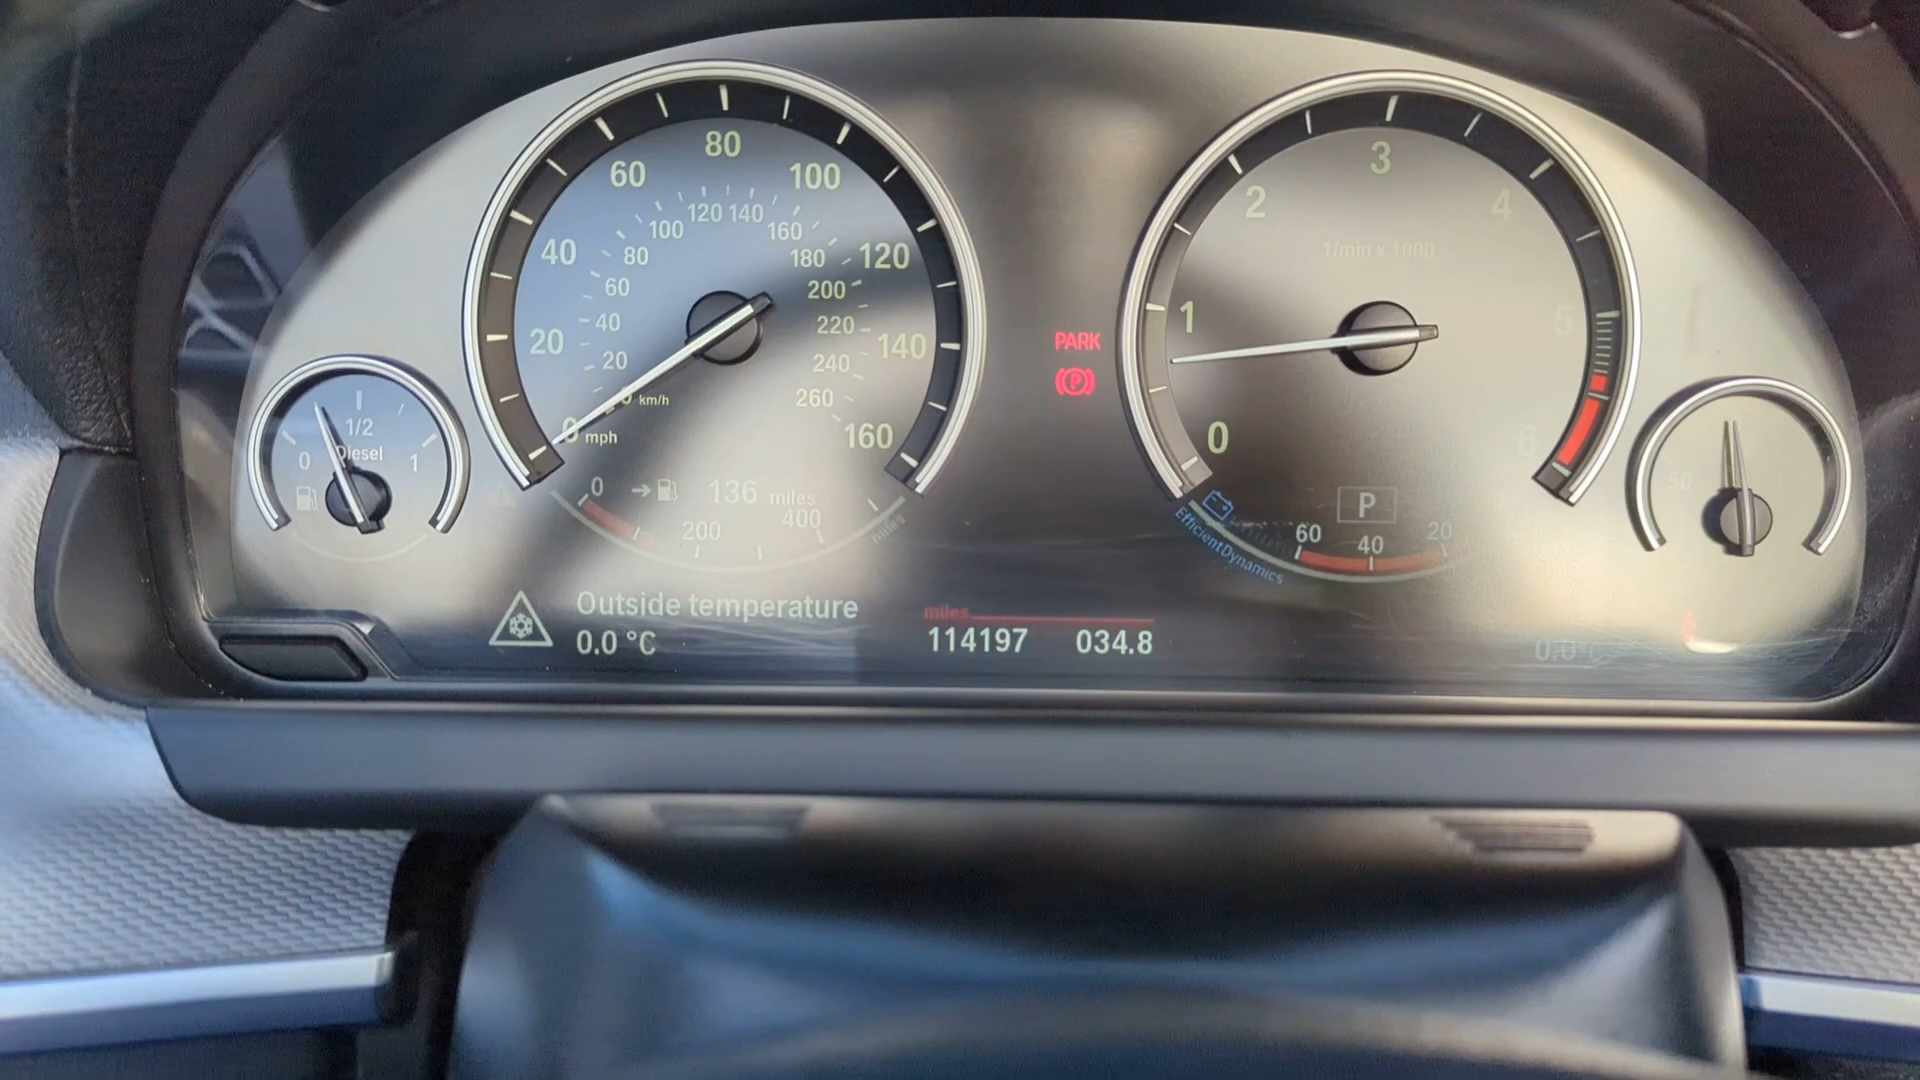 80
60
100
40
120
20
140
0 mph
160
120 140
100
160
80
180
60
200
40
220
20
240
km/h
260
1/2
Diesel
0
1
0
136 miles
200
400
miles
Outside temperature
0.0 °C
miles
114197 034.8
PARK
P
3
2
4
1/min x 1000
1
5
0
6
P
60
40
20
EfficientDynamics
50
0.0°C